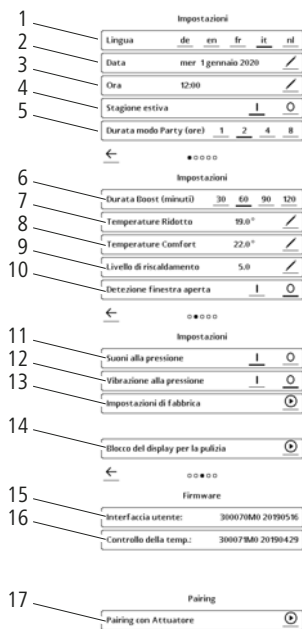 Impostazioni
1 Lingua de en fr it nl
2 Data mer 1 gennaio 2020
3 Ora 12:00
4 Stagione estiva I O
5 Durata modo Party (ore) 1 2 4 8
Impostazioni
6 Durata Boost (minuti) 30 60 90 120
7 Temperature Ridotto 19.0°
8 Temperature Comfort 22.0°
9 Livello di riscaldamento 5.0
10 Detezione finestra aperta I O
Impostazioni
11 Suoni alla pressione I O
12 Vibrazione alla pressione I O
13 Impostazioni di fabbrica
14 Blocco del display per la pulizia
Firmware
15 Interfaccia utente: 300070M0 20190516
16 Controllo della temp.: 300071M0 20190429
Pairing
17 Pairing con Attuatore